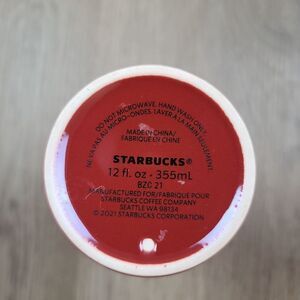 DO NOT MICROWAVE. HAND WASH ONLY.
NE VA PAS AU MICRO-ONDES. LAVER A LA MAIN SEULEMENT.
MADE IN CHINA/
FABRIQUE EN CHINE
STARBUCKS®
12 fl. oz - 355mL
BZC 21
MANUFACTURED FOR/FABRIQUÉ POUR
STARBUCKS COFFEE COMPANY
SEATTLE WA 98134
© 2021 STARBUCKS CORPORATION